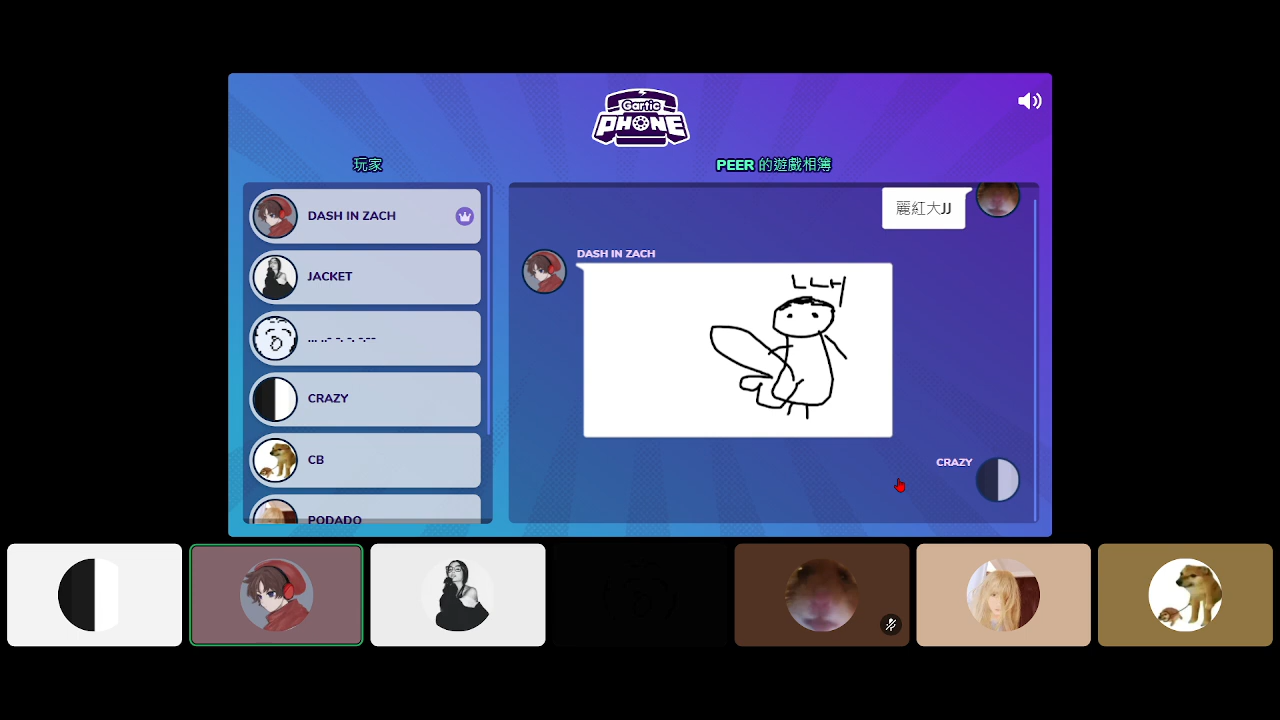 Gartic
PHONE
玩家
PEER 的遊戲相簿
DASH IN ZACH
JACKET
... ..- -. -. -.--
CRAZY
CB
PODADO
麗紅大JJ
DASH IN ZACH
CRAZY